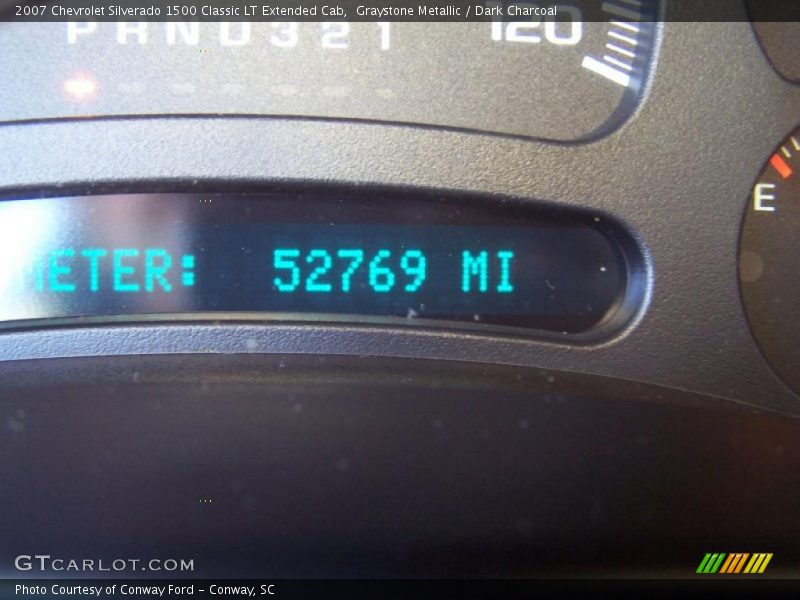 2007 Chevrolet Silverado 1500 Classic LT Extended Cab, Graystone Metallic / Dark Charcoal
P R N D 3 2 1
120
E
METER: 52769 MI
GTCARLOT.COM
Photo Courtesy of Conway Ford - Conway, SC